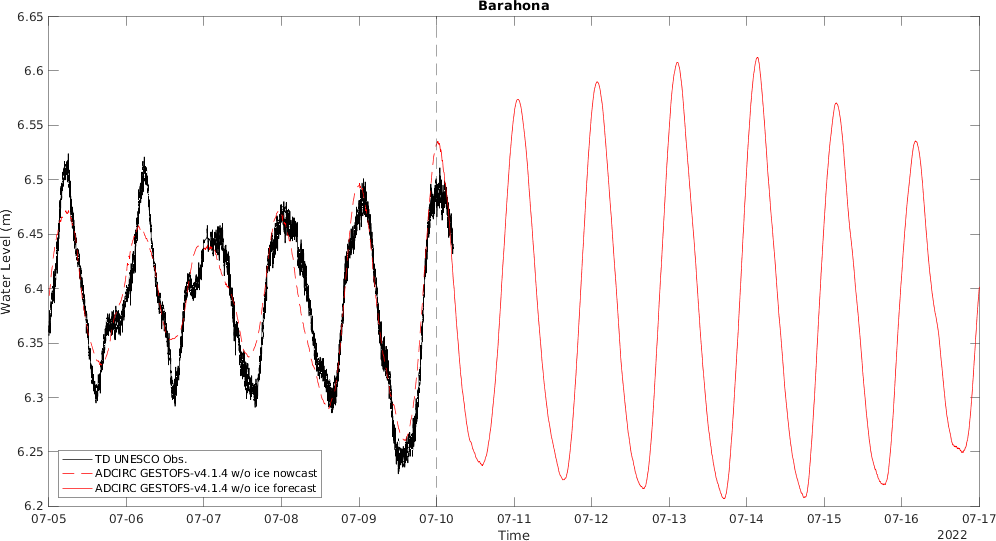 Barahona
6.65
6.6
6.55
6.5
6.45
6.4
6.35
6.3
6.25
6.2
Water Level (m)
TD UNESCO Obs.
ADCIRC GESTOFS-v4.1.4 w/o ice nowcast
ADCIRC GESTOFS-v4.1.4 w/o ice forecast
07-05 07-06 07-07 07-08 07-09 07-10 07-11 07-12 07-13 07-14 07-15 07-16 07-17
Time
2022